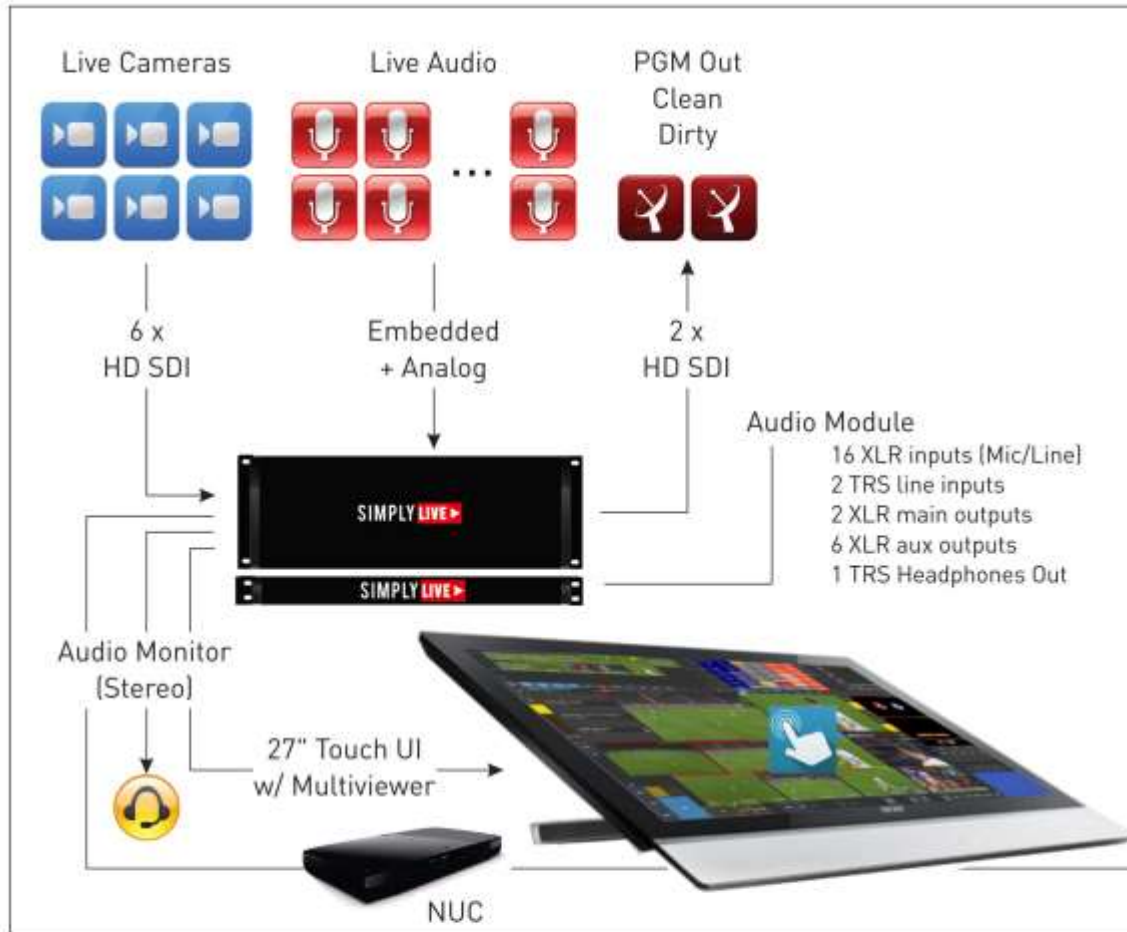 Live Cameras
Live Audio
PGM Out
Clean
Dirty
...
6 x
HD SDI
Embedded
+ Analog
2 x
HD SDI
Audio Module
16 XLR inputs (Mic/Line)
2 TRS line inputs
2 XLR main outputs
6 XLR aux outputs
1 TRS Headphones Out
SIMPLY LIVE
SIMPLY LIVE
Audio Monitor
(Stereo)
27" Touch UI
w/ Multiviewer
NUC